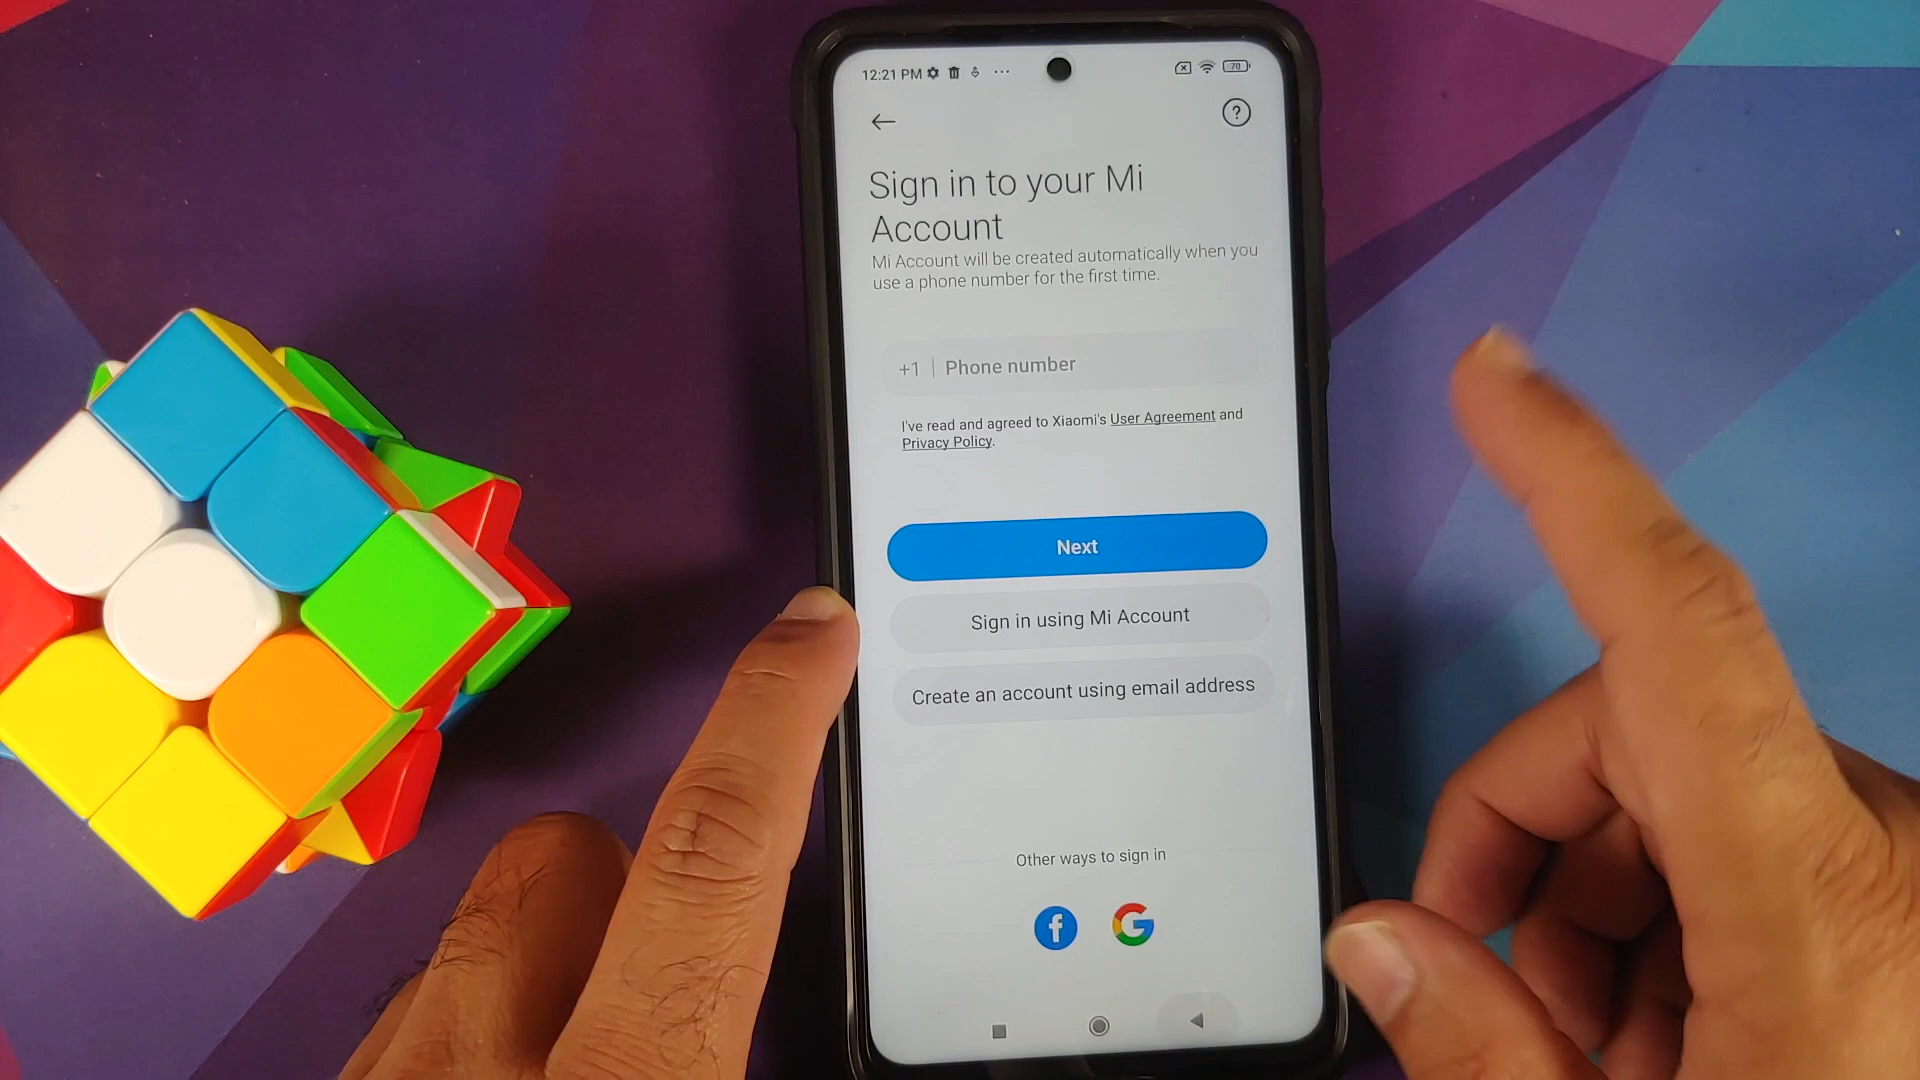 12:21 PM
70
Sign in to your Mi
Account
Mi Account will be created automatically when you
use a phone number for the first time.
+1 Phone number
I've read and agreed to Xiaomi's User Agreement and
Privacy Policy.
Next
Sign in using Mi Account
Create an account using email address
Other ways to sign in